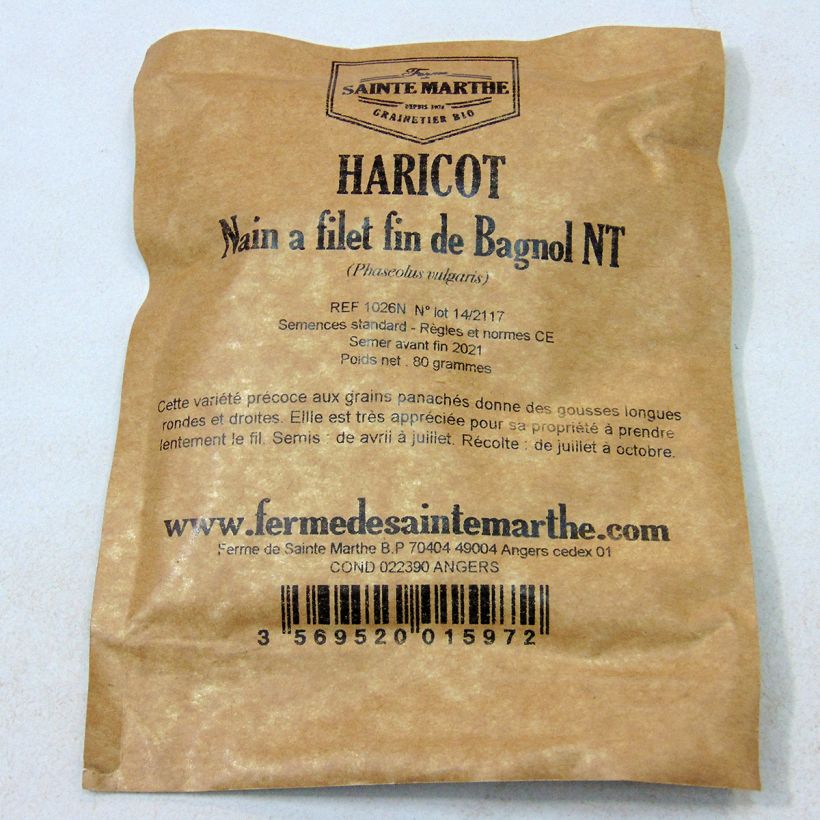 Ferme
de
SAINTE MARTHE
DEPUIS 1974
GRAINETIER BIO
HARICOT
Nain a filet fin de Bagnol NT
(Phaseolus vulgaris)
REF 1026N N° lot 14/2117
Semences standard - Règles et normes CE
Semer avant fin 2021
Poids net . 80 grammes
Cette variété précoce aux grains panachés donne des gousses longues
rondes et droites. Ellle est très appréciée pour sa propriété à prendre
lentement le fil. Semis : de avril à juillet. Récolte : de juillet à octobre.
www.fermedesaintemarthe.com
Ferme de Sainte Marthe B.P 70404 49004 Angers cedex 01
COND 022390 ANGERS
3 569520 015972